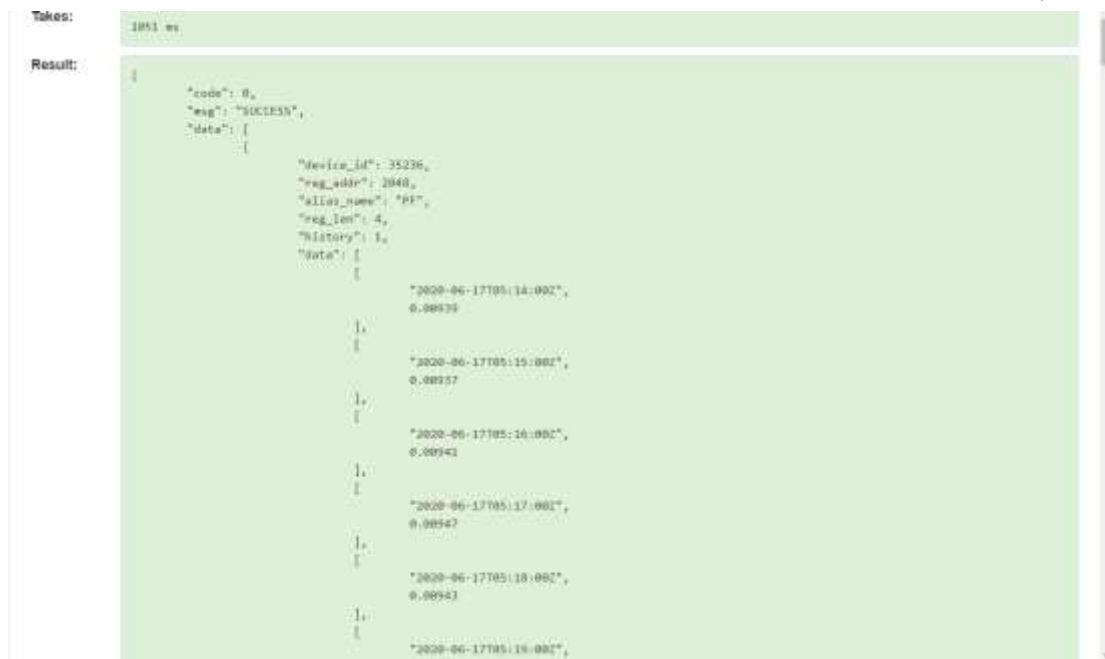 Takes:
1051 ms
Result:
{
"code": 0,
"msg": "SUCCESS",
"data": [
{
"device_id": 35236,
"reg_addr": 2048,
"alias_name": "PF",
"reg_len": 4,
"history": 1,
"data": [
[
"2020-06-17T05:14:00Z",
0.00939
],
[
"2020-06-17T05:15:00Z",
0.00937
],
[
"2020-06-17T05:16:00Z",
0.00941
],
[
"2020-06-17T05:17:00Z",
0.00947
],
[
"2020-06-17T05:18:00Z",
0.00943
],
[
"2020-06-17T05:19:00Z",